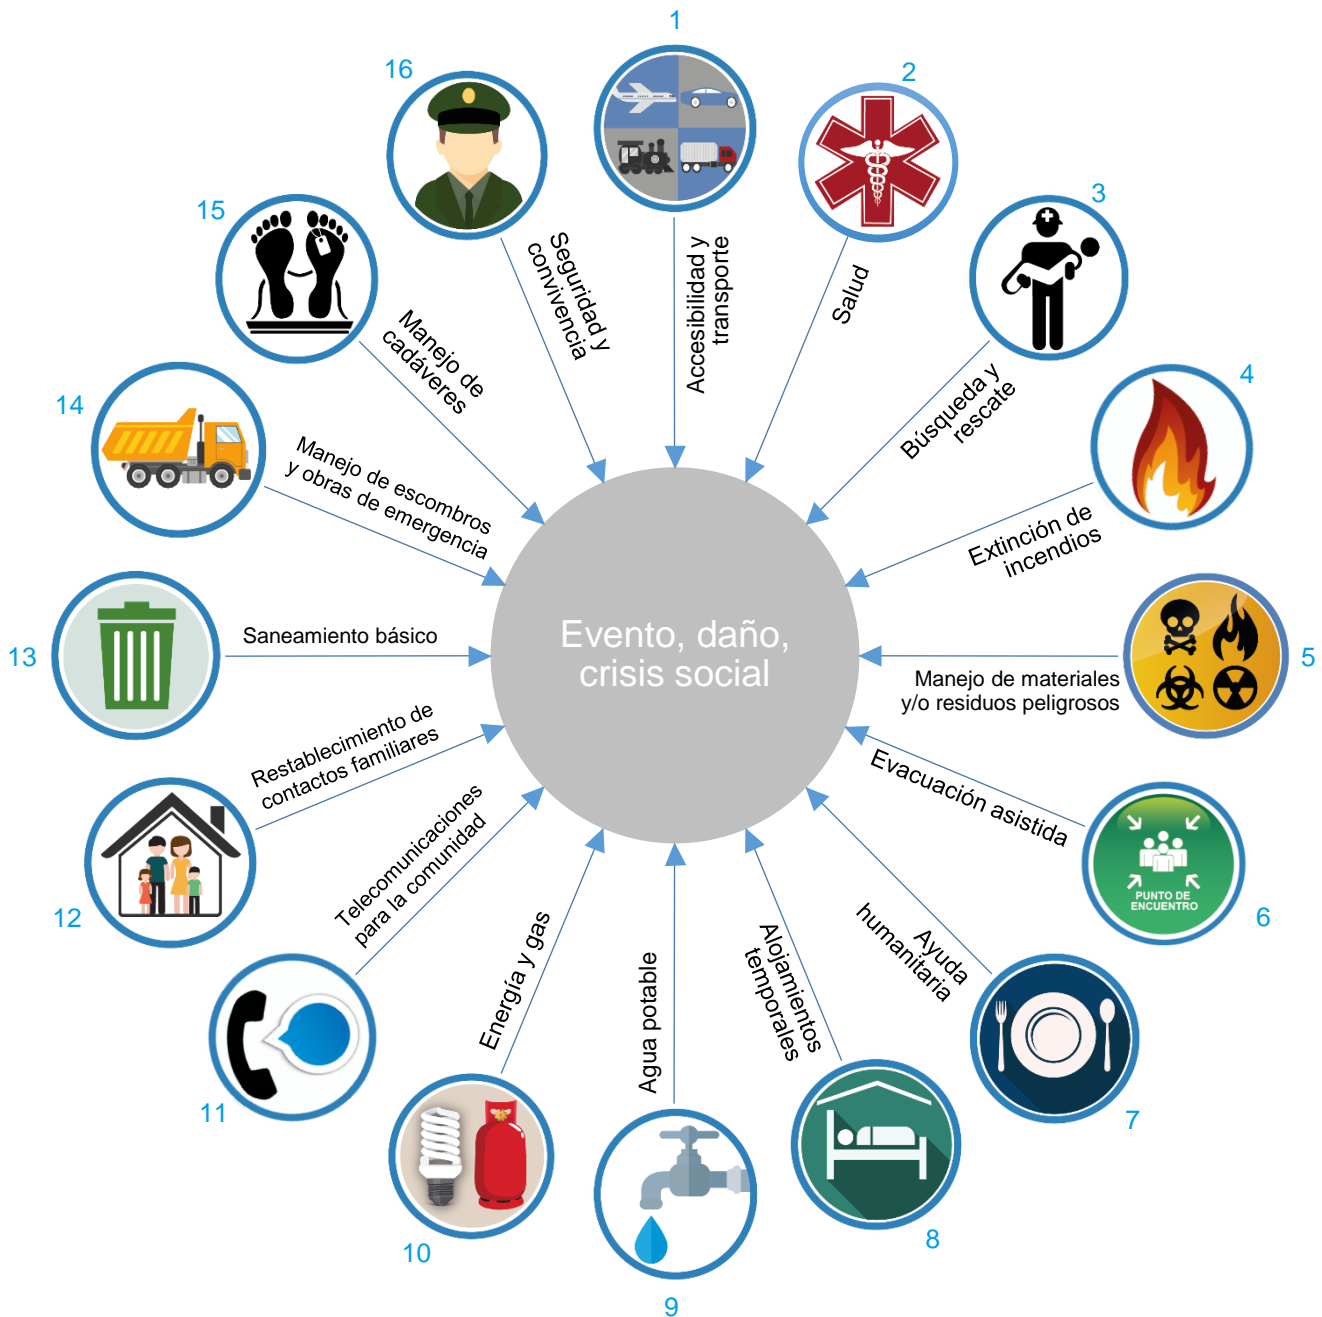 1
Accesibilidad y
transporte
2
Salud
3
Búsqueda y
rescate
4
Extinción de
incendios
5
Manejo de materiales
y/o residuos peligrosos
6
Evacuación asistida
PUNTO DE
ENCUENTRO
7
Ayuda
humanitaria
8
Alojamientos
temporales
9
Agua potable
10
Energía y gas
11
Telecomunicaciones
para la comunidad
12
Restablecimiento de
contactos familiares
13
Saneamiento básico
14
Manejo de escombros
y obras de emergencia
15
Manejo de
cadáveres
16
Seguridad y
convivencia
Evento, daño,
crisis social